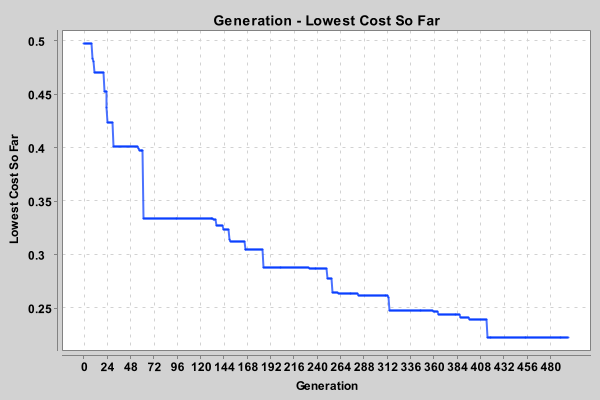 Generation - Lowest Cost So Far
0.5
0.45
0.4
0.35
0.3
0.25
Lowest Cost So Far
0 24 48 72 96 120 144 168 192 216 240 264 288 312 336 360 384 408 432 456 480
Generation